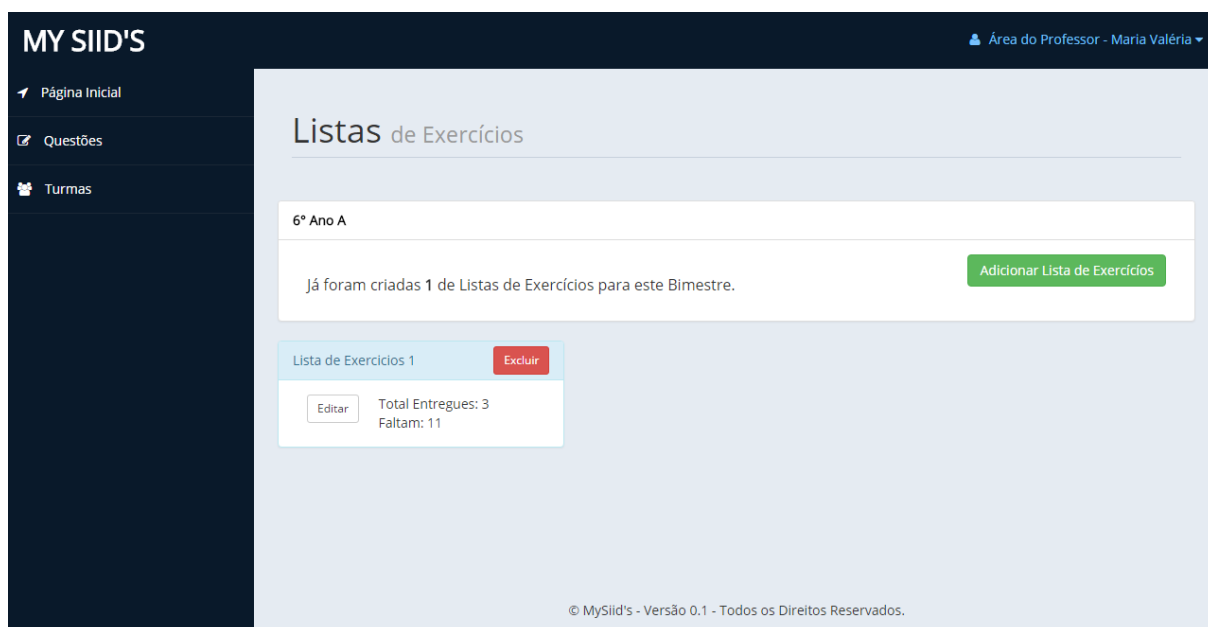 MY SIID'S
Área do Professor - Maria Valéria
Página Inicial
Questões
Turmas
Listas de Exercícios
6º Ano A
Já foram criadas 1 de Listas de Exercícios para este Bimestre.
Adicionar Lista de Exercícios
Lista de Exercicios 1
Excluir
Editar
Total Entregues: 3
Faltam: 11
© MySiid's - Versão 0.1 - Todos os Direitos Reservados.